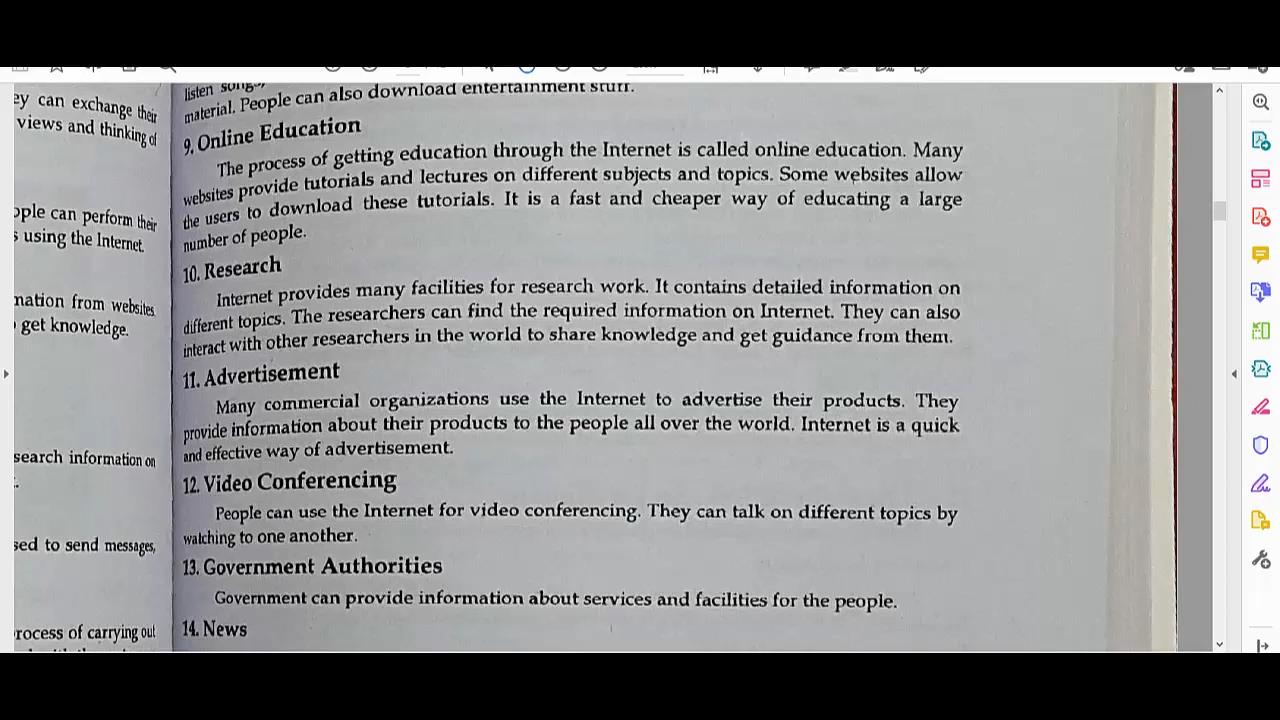 ey can exchange their
views and thinking of
ople can perform their
s using the Internet.
mation from websites
get knowledge.
search information on
sed to send messages,
rocess of carrying out
listen song
material. People can also download entertainment stuff.
9. Online Education
The process of getting education through the Internet is called online education. Many
websites provide tutorials and lectures on different subjects and topics. Some websites allow
the users to download these tutorials. It is a fast and cheaper way of educating a large
number of people.
10. Research
Internet provides many facilities for research work. It contains detailed information on
different topics. The researchers can find the required information on Internet. They can also
interact with other researchers in the world to share knowledge and get guidance from them.
11. Advertisement
Many commercial organizations use the Internet to advertise their products. They
provide information about their products to the people all over the world. Internet is a quick
and effective way of advertisement.
12. Video Conferencing
People can use the Internet for video conferencing. They can talk on different topics by
watching to one another.
13. Government Authorities
Government can provide information about services and facilities for the people.
14. News